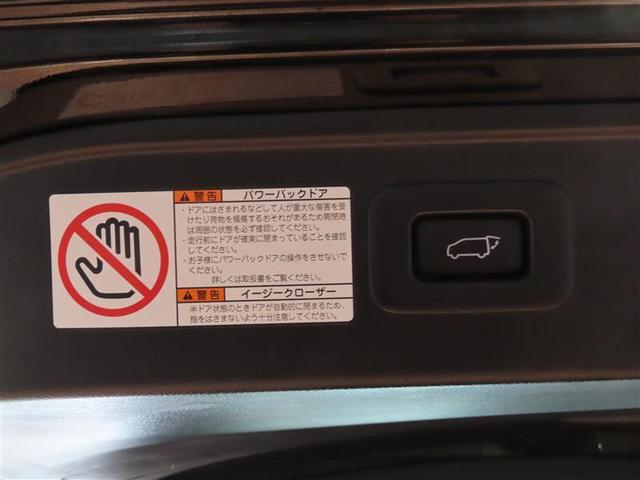 警告 パワーバックドア
・ドアにはさまれるなどして人が重大な傷害を受
けたり荷物を損傷するおそれがあるため開閉時
は周囲の状態を必ず確認してください。
・走行前にドアが確実に閉まっていることを確認
してください。
・お子様にパワーバックドアの操作をさせないで
ください。
詳しくは取扱書をご覧ください。
警告 イージークローザー
半ドア状態のときドアが自動的に閉まるため、
指をはさまないよう十分注意してください。